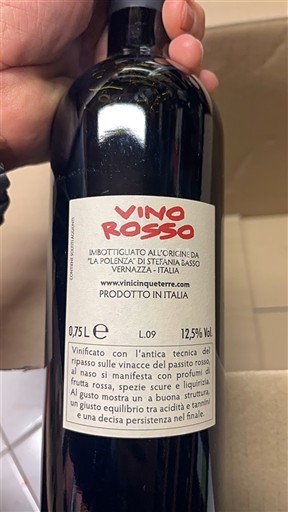 VINO
ROSSO
IMBOTTIGLIATO ALL'ORIGINE DA
"LA POLENZA" DI STEFANIA BASSO
VERNAZZA - ITALIA
www.vinicinqueterre.com
PRODOTTO IN ITALIA
0,75 L e L.09 12,5% Vol.
Vinificato con l'antica tecnica del
ripasso sulle vinacce del passito rosso,
al naso si manifesta con profumi di
frutta rossa, spezie scure e liquirizia.
Al gusto mostra un a buona struttura,
un giusto equilibrio tra acidità e tannini
e una decisa persistenza nel finale.
CONTIENE SOLFITI,